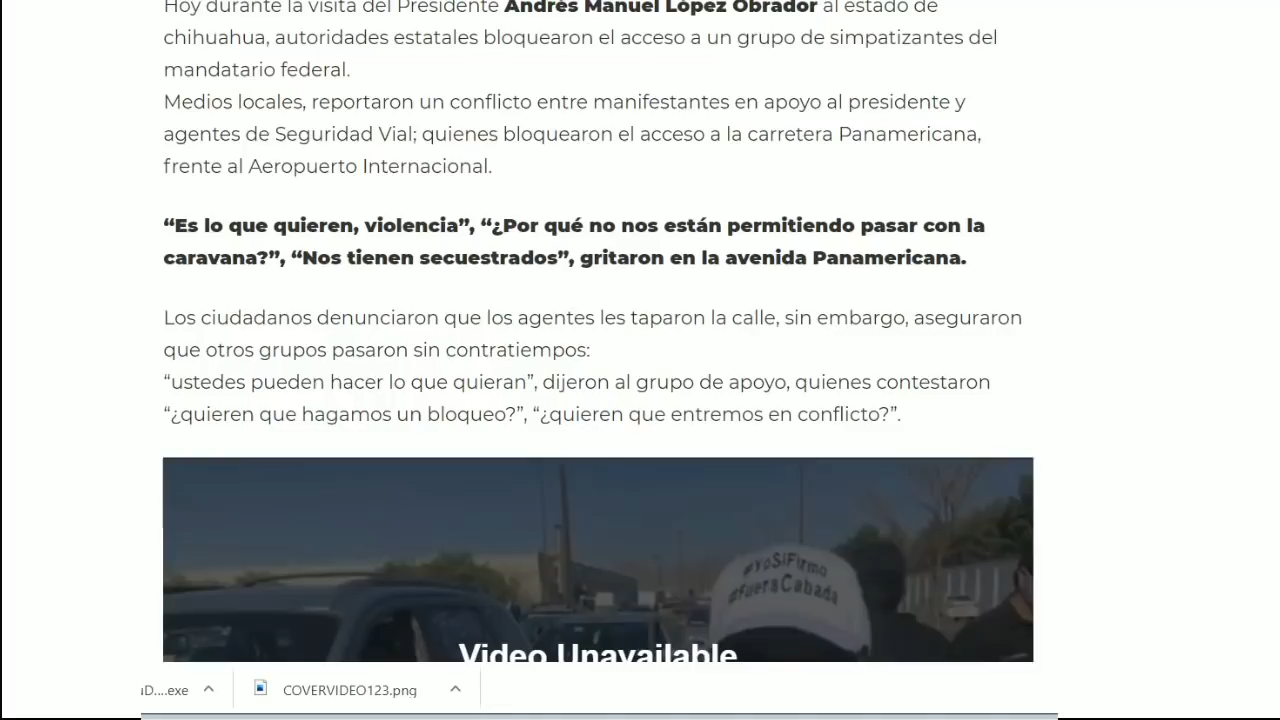 Hoy durante la visita del Presidente Andrés Manuel López Obrador al estado de
chihuahua, autoridades estatales bloquearon el acceso a un grupo de simpatizantes del
mandatario federal.
Medios locales, reportaron un conflicto entre manifestantes en apoyo al presidente y
agentes de Seguridad Vial; quienes bloquearon el acceso a la carretera Panamericana,
frente al Aeropuerto Internacional.
“Es lo que quieren, violencia”, “¿Por qué no nos están permitiendo pasar con la
caravana?”, “Nos tienen secuestrados”, gritaron en la avenida Panamericana.
Los ciudadanos denunciaron que los agentes les taparon la calle, sin embargo, aseguraron
que otros grupos pasaron sin contratiempos:
“ustedes pueden hacer lo que quieran”, dijeron al grupo de apoyo, quienes contestaron
“¿quieren que hagamos un bloqueo?”, “¿quieren que entremos en conflicto?”.
#YoSiFirmo
#FueraCabada
Video Unavailable
D....exe
COVERVIDEO123.png